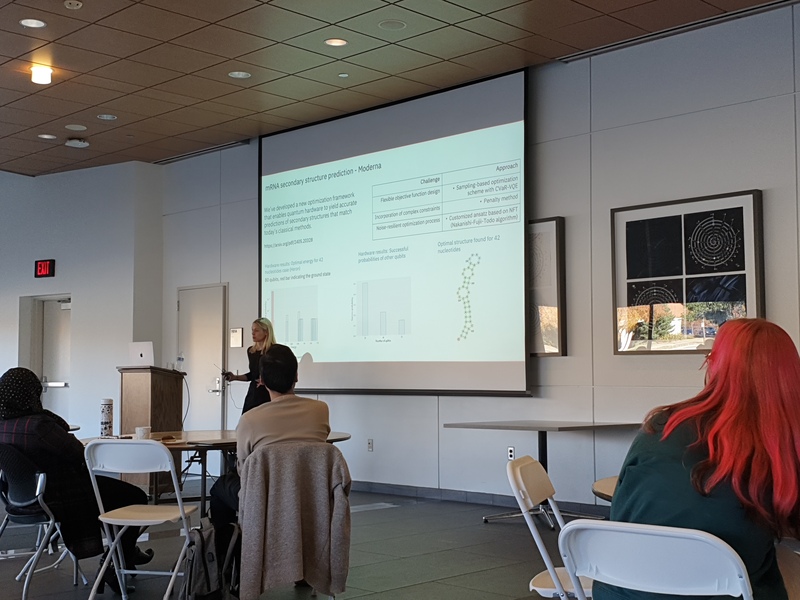 EXIT
mRNA secondary structure prediction - Moderna
We've developed a new optimization framework
that enables quantum hardware to yield accurate
predictions of secondary structures that match
today's classical methods.
Challenge
Approach
Flexible objective function design
• Sampling-based optimization
scheme with CVaR-VQE
Incorporation of complex constraints
• Penalty method
Noise-resilient optimization process
• Customized ansatz based on NFT
(Nakanishi-Fujii-Todo algorithm)
Hardware results: Successful
probabilities of other qubits.
Optimal structure found for 42
nucleotides